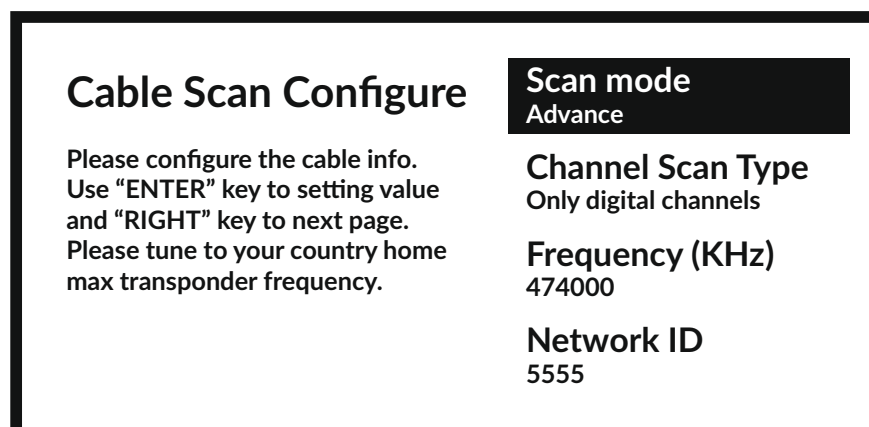 Cable Scan Configure
Please configure the cable info.
Use “ENTER” key to setting value
and “RIGHT” key to next page.
Please tune to your country home
max transponder frequency.
Scan mode
Advance
Channel Scan Type
Only digital channels
Frequency (KHz)
474000
Network ID
5555